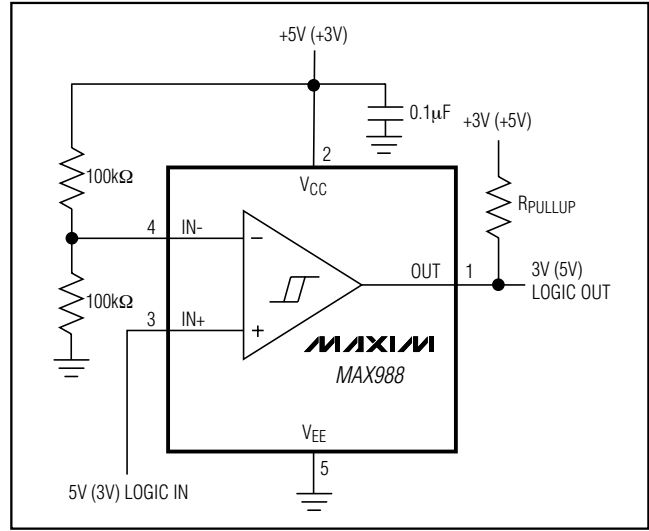 +5V (+3V)
0.1µF
+3V (+5V)
2
VCC
100kΩ
RPULLUP
4 IN-
−
OUT 1
3V (5V)
LOGIC OUT
100kΩ
3 IN+
+
MAXIM
MAX988
VEE
5
5V (3V) LOGIC IN